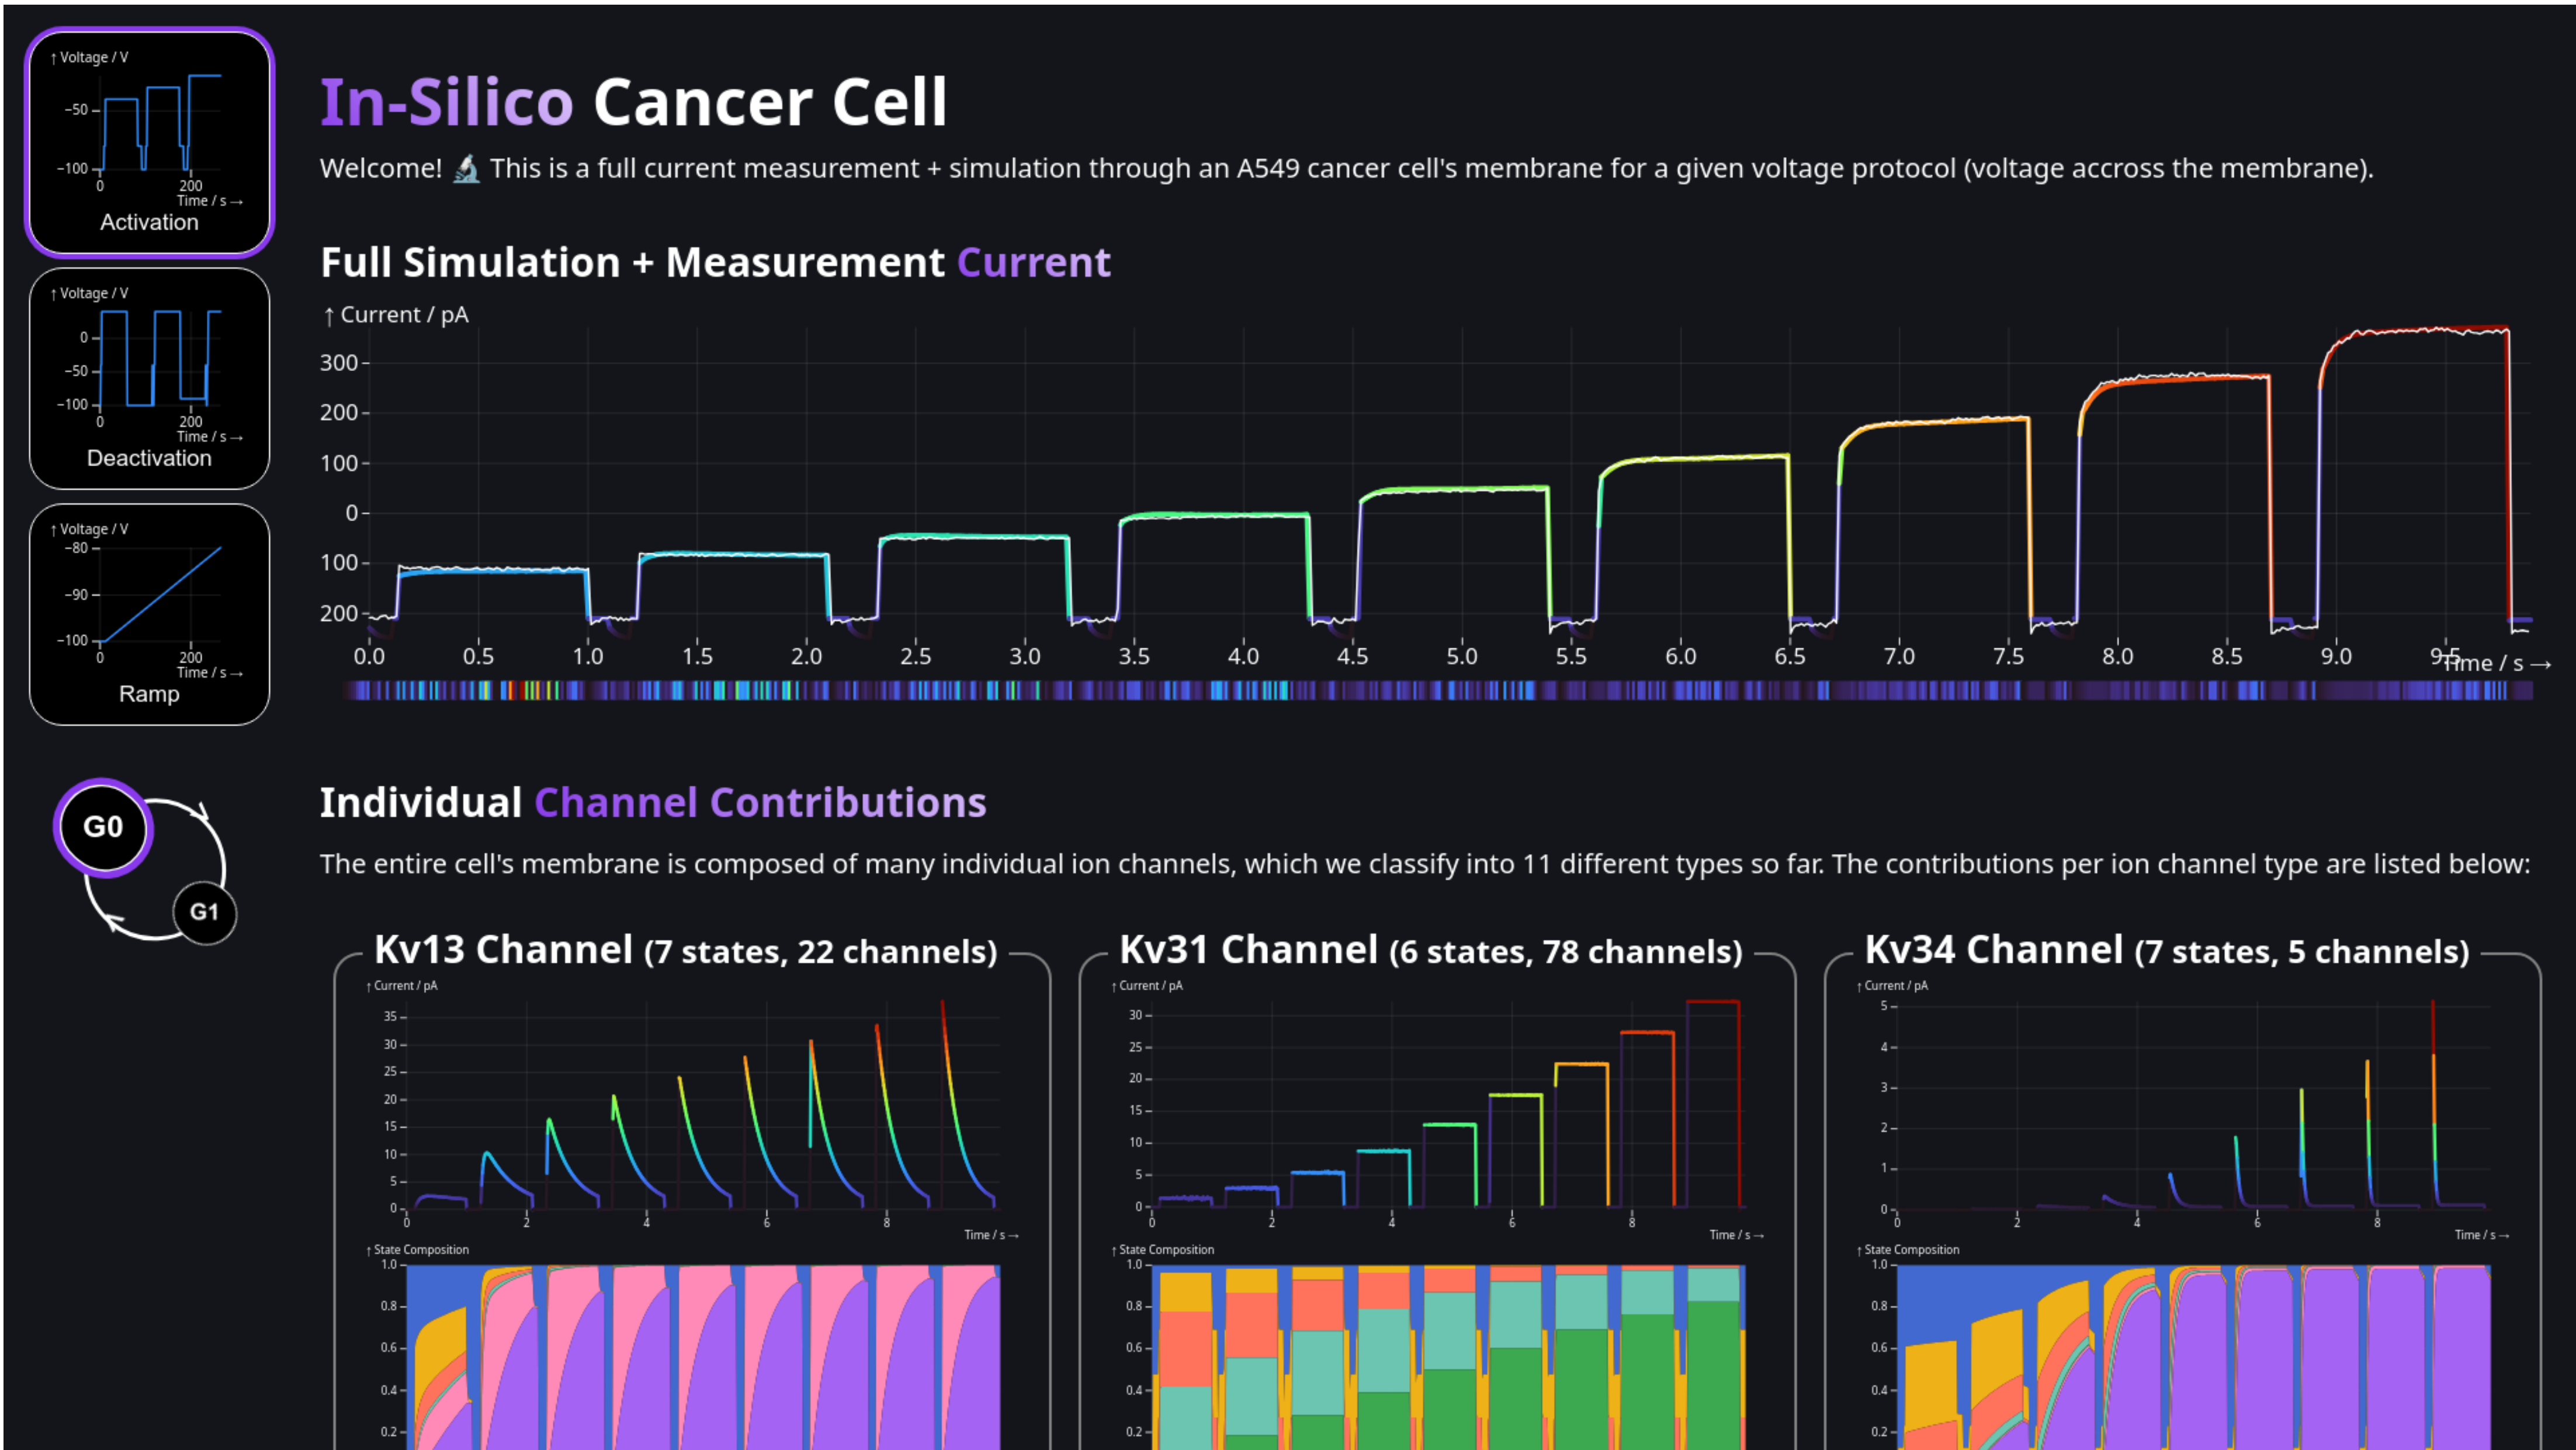 ↑ Voltage / V
−50
−100
0 200
Time / s →
Activation
↑ Voltage / V
0
−50
−100
0 200
Time / s →
Deactivation
↑ Voltage / V
−80
−90
−100
0 200
Time / s →
Ramp
G0
G1
In-Silico Cancer Cell
Welcome! 🔬 This is a full current measurement + simulation through an A549 cancer cell's membrane for a given voltage protocol (voltage accross the membrane).
Full Simulation + Measurement Current
↑ Current / pA
300
200
100
0
100
200
0.0 0.5 1.0 1.5 2.0 2.5 3.0 3.5 4.0 4.5 5.0 5.5 6.0 6.5 7.0 7.5 8.0 8.5 9.0 9.5
Time / s →
Individual Channel Contributions
The entire cell's membrane is composed of many individual ion channels, which we classify into 11 different types so far. The contributions per ion channel type are listed below:
Kv13 Channel (7 states, 22 channels)
↑ Current / pA
35
30
25
20
15
10
5
0
0 2 4 6 8
Time / s →
↑ State Composition
1.0
0.8
0.6
0.4
0.2
Kv31 Channel (6 states, 78 channels)
↑ Current / pA
30
25
20
15
10
5
0
0 2 4 6 8
Time / s →
↑ State Composition
1.0
0.8
0.6
0.4
0.2
Kv34 Channel (7 states, 5 channels)
↑ Current / pA
5
4
3
2
1
0
0 2 4 6 8
Time / s →
↑ State Composition
1.0
0.8
0.6
0.4
0.2